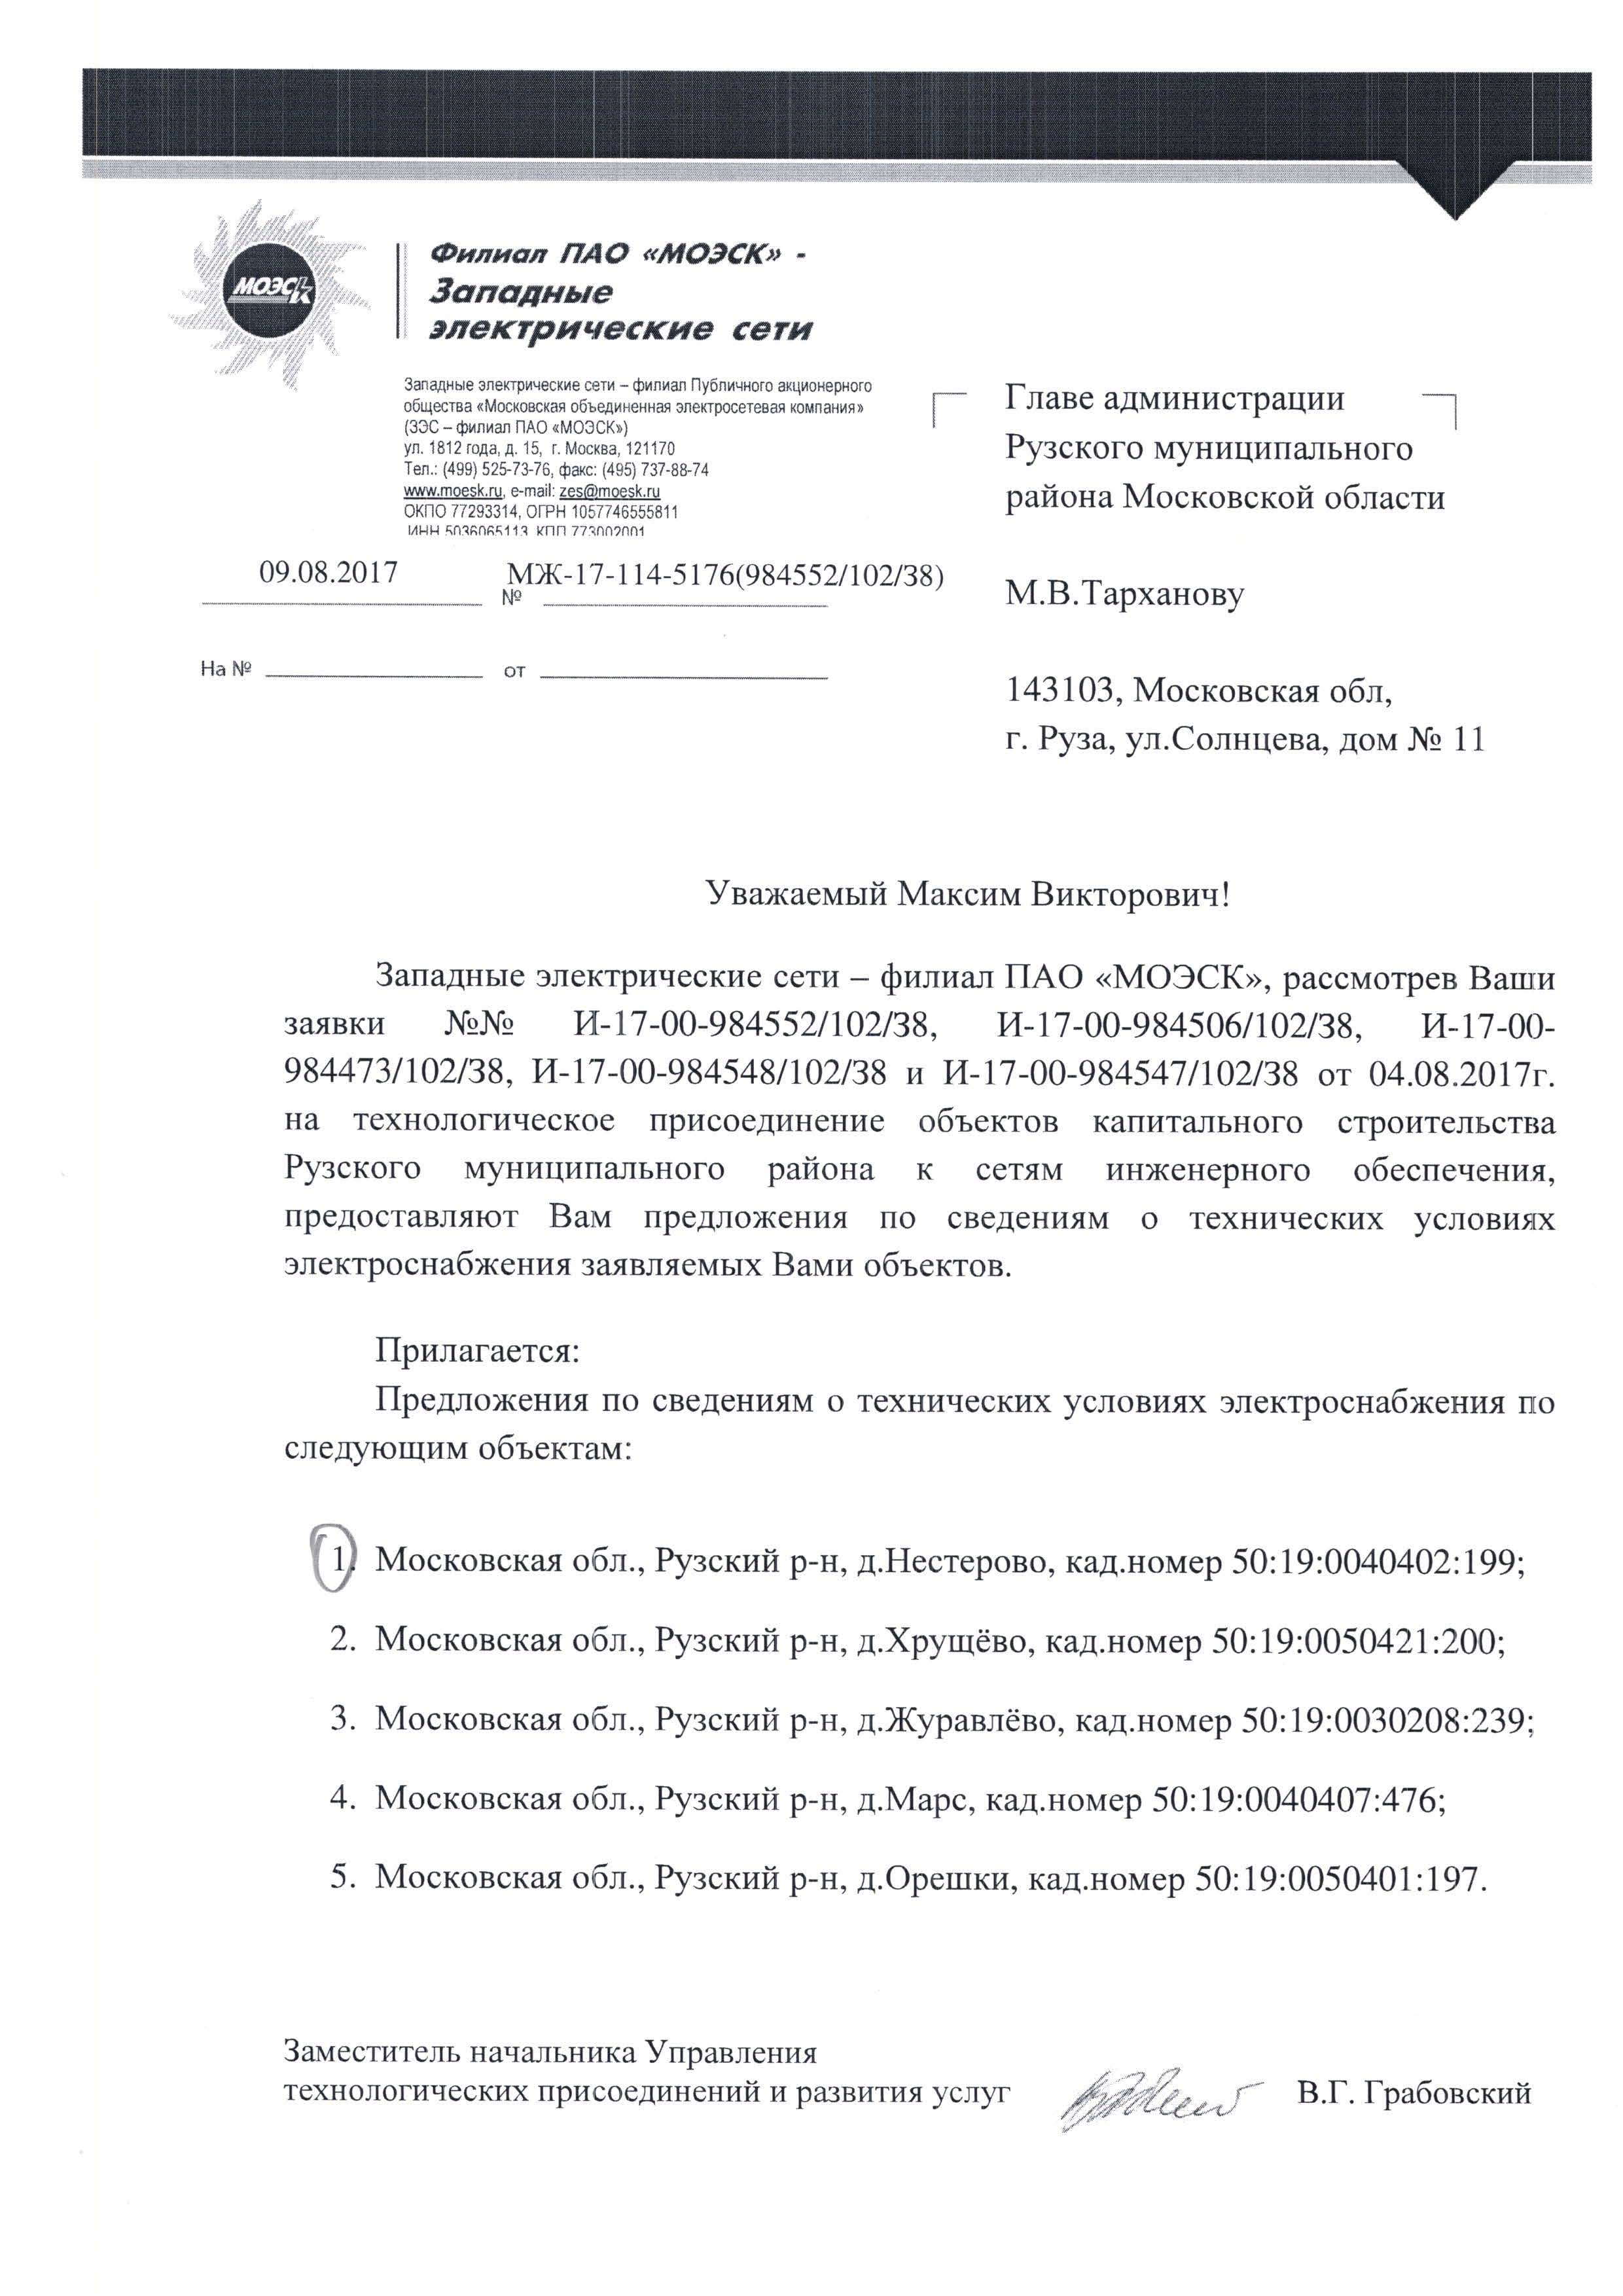 МОЭСК
Филиал ПАО «МОЭСК» -
Западные
электрические сети
Западные электрические сети – филиал Публичного акционерного
общества «Московская объединенная электросетевая компания»
(ЗЭС – филиал ПАО «МОЭСК»)
ул. 1812 года, д. 15, г. Москва, 121170
Тел.: (499) 525-73-76, факс: (495) 737-88-74
www.moesk.ru, e-mail: zes@moesk.ru
ОКПО 77293314, ОГРН 1057746555811
ИНН 5036065113, КПП 773002001
09.08.2017 № МЖ-17-114-5176(984552/102/З8)
На № от
Главе администрации
Рузского муниципального
района Московской области
М.В.Тарханову
143103, Московская обл,
г. Руза, ул.Солнцева, дом № 11
Уважаемый Максим Викторович!
Западные электрические сети – филиал ПАО «МОЭСК», рассмотрев Ваши
заявки №№ И-17-00-984552/102/З8, И-17-00-984506/102/З8, И-17-00-
984473/102/З8, И-17-00-984548/102/З8 и И-17-00-984547/102/З8 от 04.08.2017г.
на технологическое присоединение объектов капитального строительства
Рузского муниципального района к сетям инженерного обеспечения,
предоставляют Вам предложения по сведениям о технических условиях
электроснабжения заявляемых Вами объектов.
Прилагается:
Предложения по сведениям о технических условиях электроснабжения по
следующим объектам:
1. Московская обл., Рузский р-н, д.Нестерово, кад.номер 50:19:0040402:199;
2. Московская обл., Рузский р-н, д.Хрущёво, кад.номер 50:19:0050421:200;
3. Московская обл., Рузский р-н, д.Журавлёво, кад.номер 50:19:0030208:239;
4. Московская обл., Рузский р-н, д.Марс, кад.номер 50:19:0040407:476;
5. Московская обл., Рузский р-н, д.Орешки, кад.номер 50:19:0050401:197.
Заместитель начальника Управления
технологических присоединений и развития услуг В.Г. Грабовский